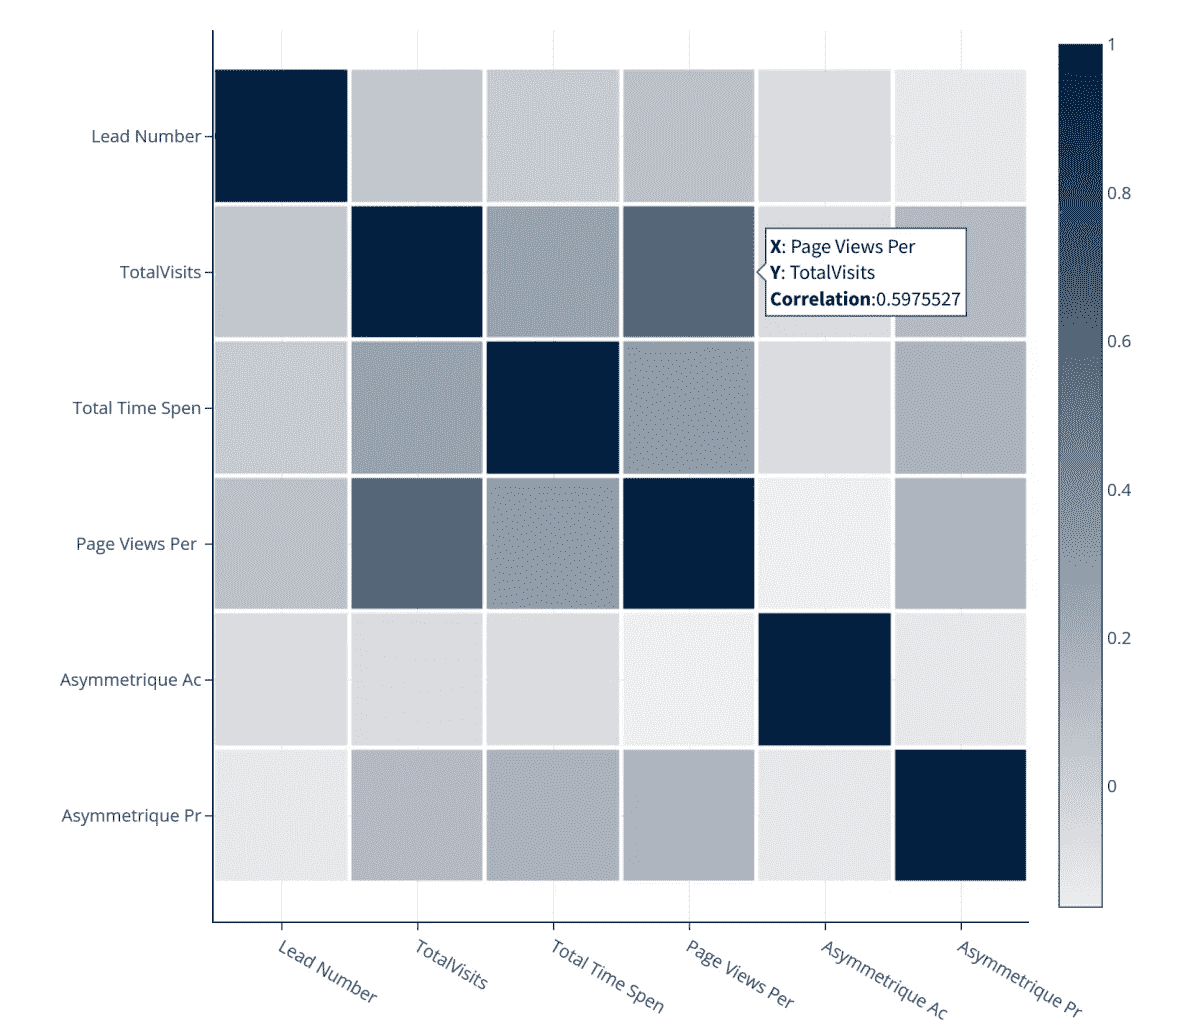 1
Lead Number
0.8
TotalVisits
X: Page Views Per
Y: TotalVisits
Correlation:0.5975527
0.6
Total Time Spen
0.4
Page Views Per
0.2
Asymmetrique Ac
0
Asymmetrique Pr
Lead Number
TotalVisits
Total Time Spen
Page Views Per
Asymmetrique Ac
Asymmetrique Pr